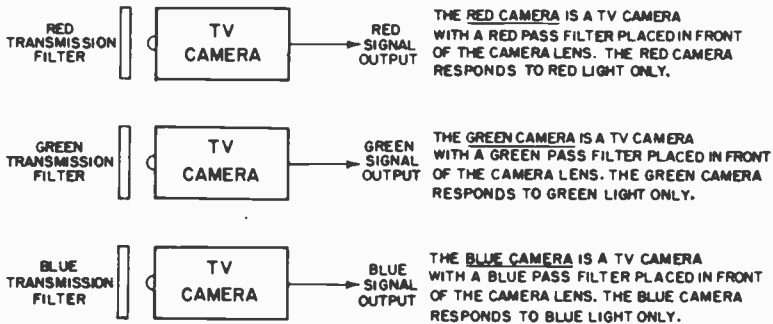 RED
TRANSMISSION
FILTER
TV
CAMERA
RED
SIGNAL
OUTPUT
THE RED CAMERA IS A TV CAMERA
WITH A RED PASS FILTER PLACED IN FRONT
OF THE CAMERA LENS. THE RED CAMERA
RESPONDS TO RED LIGHT ONLY.
GREEN
TRANSMISSION
FILTER
TV
CAMERA
GREEN
SIGNAL
OUTPUT
THE GREEN CAMERA IS A TV CAMERA
WITH A GREEN PASS FILTER PLACED IN FRONT
OF THE CAMERA LENS. THE GREEN CAMERA
RESPONDS TO GREEN LIGHT ONLY.
BLUE
TRANSMISSION
FILTER
TV
CAMERA
BLUE
SIGNAL
OUTPUT
THE BLUE CAMERA IS A TV CAMERA
WITH A BLUE PASS FILTER PLACED IN FRONT
OF THE CAMERA LENS. THE BLUE CAMERA
RESPONDS TO BLUE LIGHT ONLY.